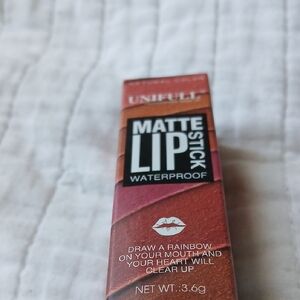 UNIFULL
MATTE
LIP STICK
WATERPROOF
DRAW A RAINBOW
ON YOUR MOUTH AND
YOUR HEART WILL
CLEAR UP
NET WT.:3.6g